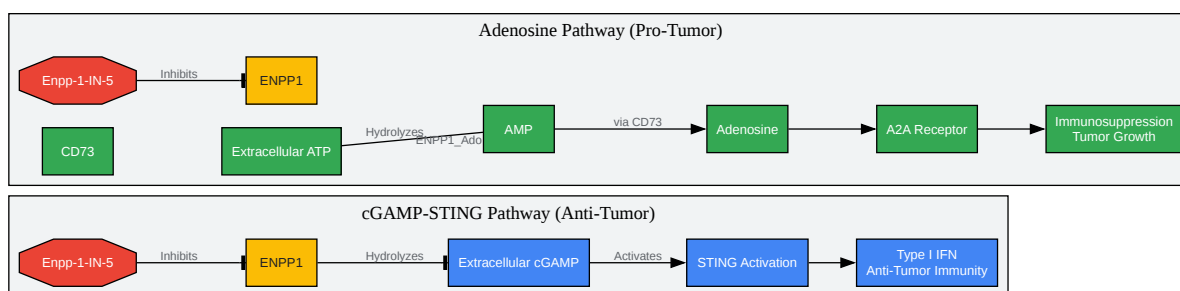 Adenosine Pathway (Pro-Tumor)
Enpp-1-IN-5
Inhibits
ENPP1
CD73
Extracellular ATP
Hydrolyzes
ENPP1_Ado
AMP
via CD73
Adenosine
A2A Receptor
Immunosuppression
Tumor Growth
cGAMP-STING Pathway (Anti-Tumor)
Enpp-1-IN-5
Inhibits
ENPP1
Hydrolyzes
Extracellular cGAMP
Activates
STING Activation
Type I IFN
Anti-Tumor Immunity